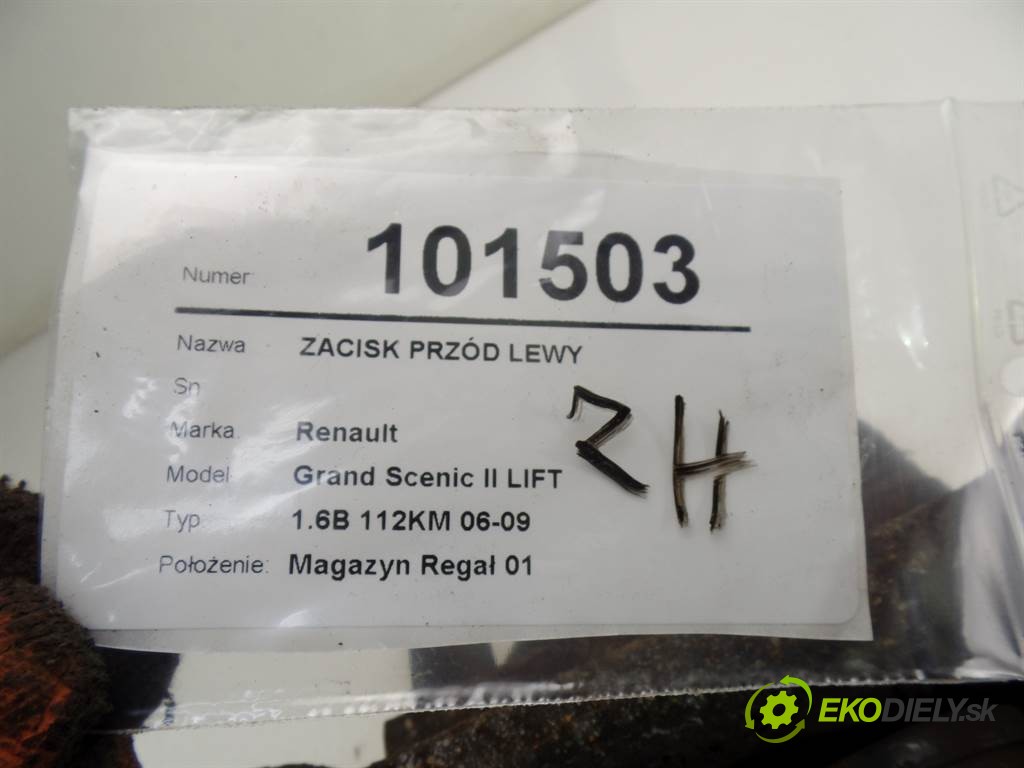 Numer: 101503
Nazwa ZACISK PRZÓD LEWY
Sn
Marka Renault
Model Grand Scenic II LIFT
Typ 1.6B 112KM 06-09
Położenie: Magazyn Regał 01
ZH
EKODIELY.sk